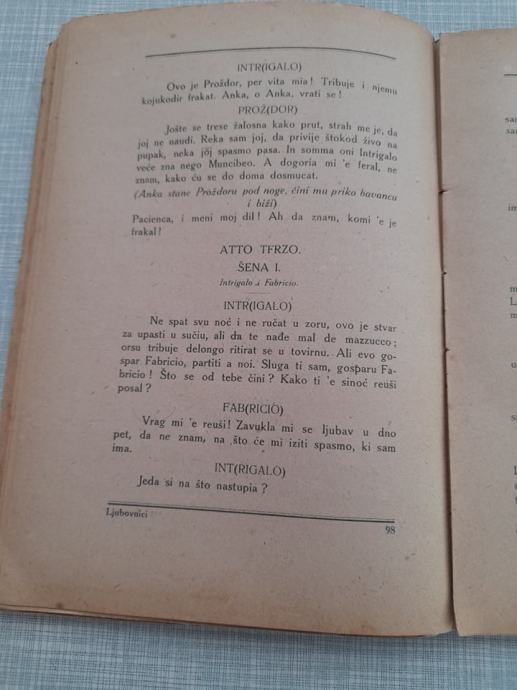 INTR(IGALO)
Ovo je Proždor, per vita mia! Tribuje i njemu
kojukodir frakat. Anka, o Anka, vrati se!
PROŽ(DOR)
Jošte se trese žalosna kako prut, strah me je, da
joj ne naudi. Reka sam joj, da privije štokod živo na
pupak, neka joj spasmo pasa. In somma oni Intrigalo
veće zna nego Muncibeo. A dogoria mi 'e feral, ne
znam, kako ću se do doma dosmucat.
(Anka stane Proždoru pod noge, čini mu priko bavancu
i biži)
Pacienca, i meni moj dil! Ah da znam, komi 'e je
frakal!
ATTO TERZO.
ŠENA I.
Intrigalo i Fabricio.
INTR(IGALO)
Ne spat svu noć i ne ručat u zoru, ovo je stvar
za upasti u sučiu, ali da te nađe mal de mazzucco;
orsu tribuje delongo ritirat se u tovirnu. Ali evo go-
spar Fabricio, partiti a noi. Sluga ti sam, gosparu Fa-
bricio! Što se od tebe čini? Kako ti 'e sinoć reuši
posal?
FAB(RICIO)
Vrag mi 'e reuši! Zavukla mi se ljubav u dno
pet, da ne znam, na što će mi iziti spasmo, ki sam
ima.
INT(RIGALO)
Jeda si na što nastupia?
Ljubovnici
98